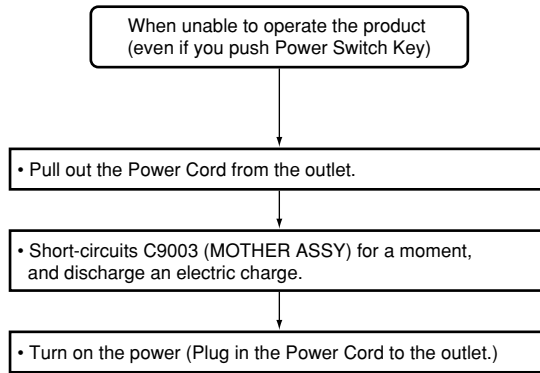 When unable to operate the product
(even if you push Power Switch Key)
• Pull out the Power Cord from the outlet.
• Short-circuits C9003 (MOTHER ASSY) for a moment,
and discharge an electric charge.
• Turn on the power (Plug in the Power Cord to the outlet.)